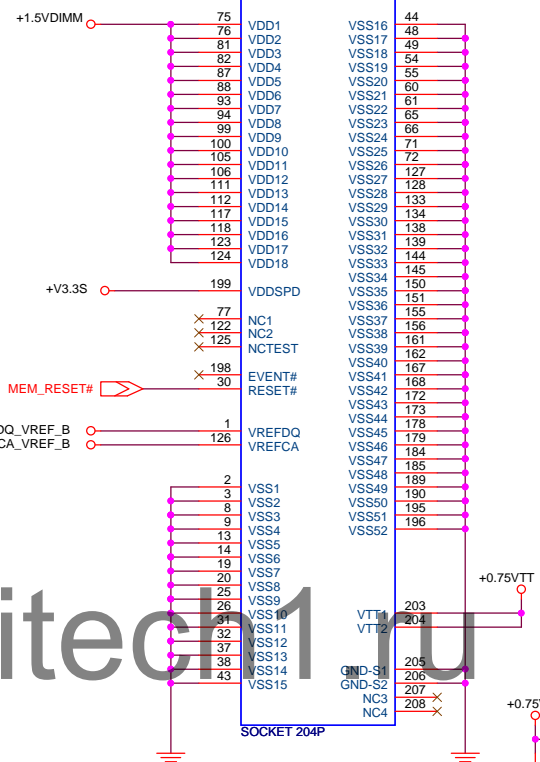 +1.5VDIMM
75 VDD1
76 VDD2
81 VDD3
82 VDD4
87 VDD5
88 VDD6
93 VDD7
94 VDD8
99 VDD9
100 VDD10
105 VDD11
106 VDD12
111 VDD13
112 VDD14
117 VDD15
118 VDD16
123 VDD17
124 VDD18
+V3.3S 199 VDDSPD
77 NC1
122 NC2
125 NCTEST
198 EVENT#
MEM_RESET# 30 RESET#
DQ_VREF_B 1 VREFDQ
CA_VREF_B 126 VREFCA
2 VSS1
3 VSS2
8 VSS3
9 VSS4
13 VSS5
14 VSS6
19 VSS7
20 VSS8
25 VSS9
26 VSS10
31 VSS11
32 VSS12
37 VSS13
38 VSS14
43 VSS15
VSS16 44
VSS17 48
VSS18 49
VSS19 54
VSS20 55
VSS21 60
VSS22 61
VSS23 65
VSS24 66
VSS25 71
VSS26 72
VSS27 127
VSS28 128
VSS29 133
VSS30 134
VSS31 138
VSS32 139
VSS33 144
VSS34 145
VSS35 150
VSS36 151
VSS37 155
VSS38 156
VSS39 161
VSS40 162
VSS41 167
VSS42 168
VSS43 172
VSS44 173
VSS45 178
VSS46 179
VSS47 184
VSS48 185
VSS49 189
VSS50 190
VSS51 195
VSS52 196
+0.75VTT
VTT1 203
VTT2 204
GND-S1 205
GND-S2 206
NC3 207
NC4 208
SOCKET 204P
+0.75V
itech1.ru